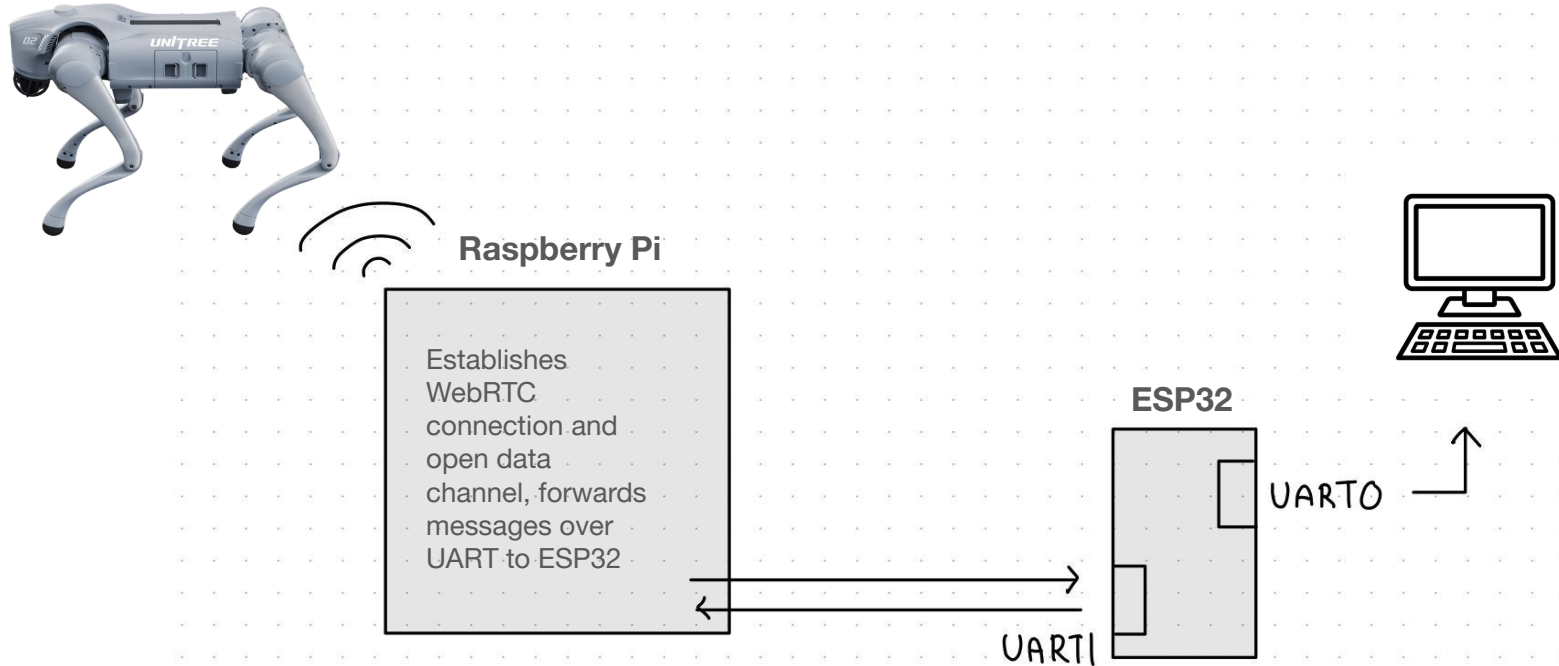 02
UNITREE
Raspberry Pi
Establishes
WebRTC
connection and
open data
channel, forwards
messages over
UART to ESP32
ESP32
UART0
UART1